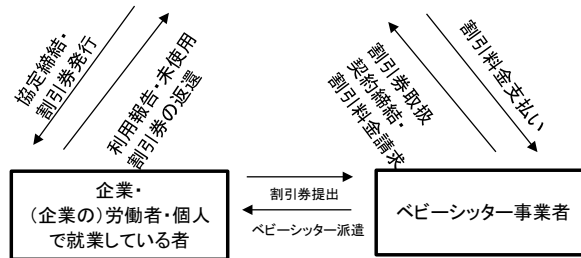 協定締結・
割引券発行
利用報告・未使用
割引券の返還
割引券取扱
契約締結・
割引料金請求
割引料金支払い
企業・
（企業の）労働者・個人
で就業している者
割引券提出
ベビーシッター派遣
ベビーシッター事業者